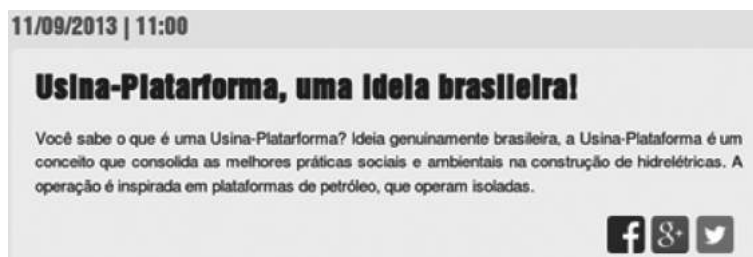 11/09/2013 | 11:00
Usina-Platarforma, uma ideia brasileira!
Você sabe o que é uma Usina-Platarforma? Ideia genuinamente brasileira, a Usina-Plataforma é um
conceito que consolida as melhores práticas sociais e ambientais na construção de hidrelétricas. A
operação é inspirada em plataformas de petróleo, que operam isoladas.
f 8+